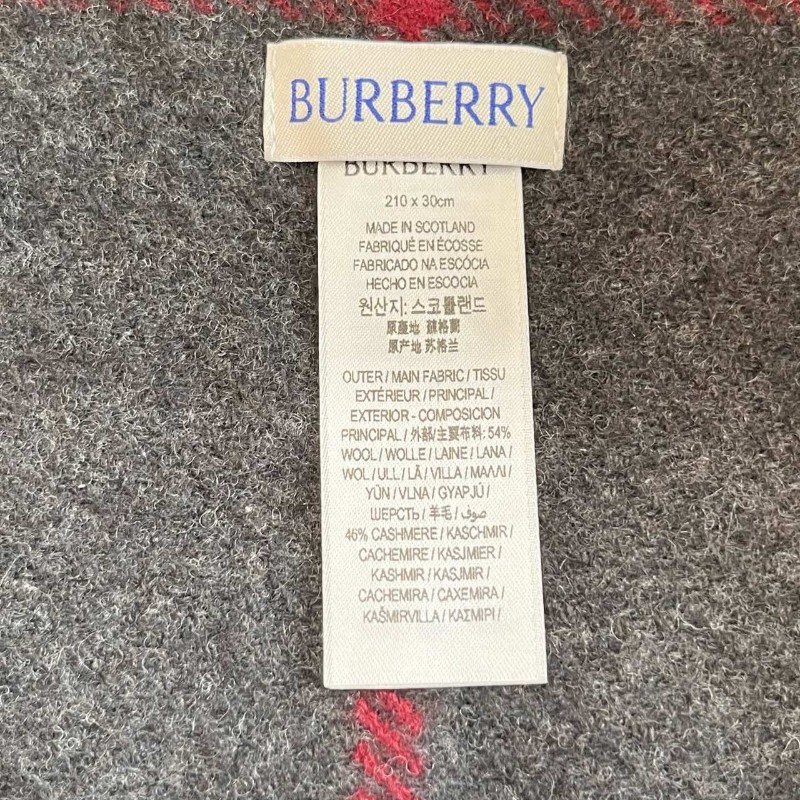 BURBERRY
BURBERRY
210 x 30cm
MADE IN SCOTLAND
FABRIQUÉ EN ÉCOSSE
FABRICADO NA ESCÓCIA
HECHO EN ESCOCIA
원산지: 스코틀랜드
原產地 蘇格蘭
原产地 苏格兰
OUTER / MAIN FABRIC / TISSU
EXTÉRIEUR / PRINCIPAL /
EXTERIOR - COMPOSICION
PRINCIPAL / 外部/主要布料: 54%
WOOL / WOLLE / LAINE / LANA /
WOL / ULL / LÃ / VILLA / ΜΑΛΛΙ /
YÜN / VLNA / GYAPJÚ /
ШЕРСТЬ / 羊毛 / صوف /
46% CASHMERE / KASCHMIR /
CACHEMIRE / KASJMIER /
KASHMIR / KASJMIR /
CACHEMIRA / CAXEMIRA /
KAŠMIRVILLA / ΚΑΣΜΙΡΙ /